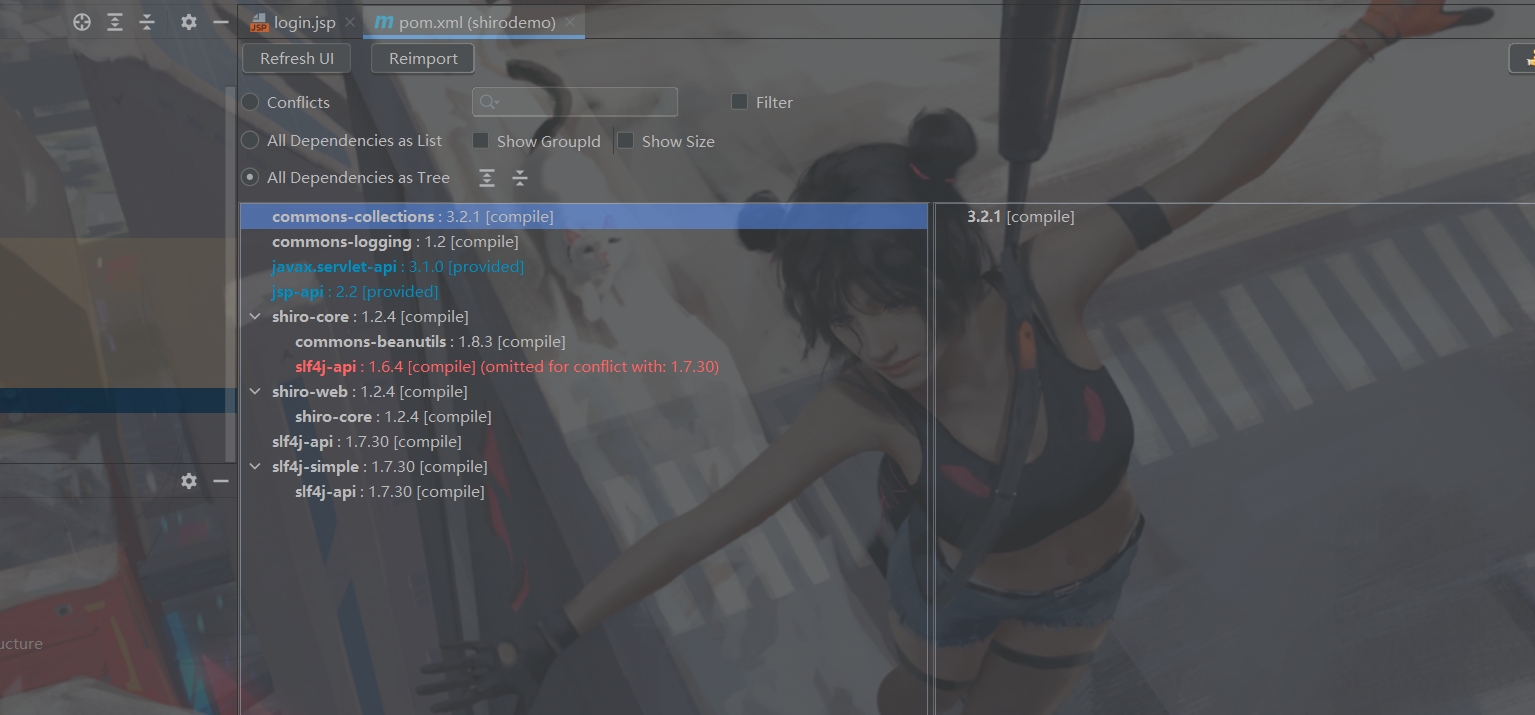 login.jsp
pom.xml (shirodemo)
Refresh UI
Reimport
Conflicts
Filter
All Dependencies as List
Show GroupId
Show Size
All Dependencies as Tree
commons-collections : 3.2.1 [compile]
3.2.1 [compile]
commons-logging : 1.2 [compile]
javax.servlet-api : 3.1.0 [provided]
jsp-api : 2.2 [provided]
shiro-core : 1.2.4 [compile]
commons-beanutils : 1.8.3 [compile]
slf4j-api : 1.6.4 [compile] (omitted for conflict with: 1.7.30)
shiro-web : 1.2.4 [compile]
shiro-core : 1.2.4 [compile]
slf4j-api : 1.7.30 [compile]
slf4j-simple : 1.7.30 [compile]
slf4j-api : 1.7.30 [compile]
ucture